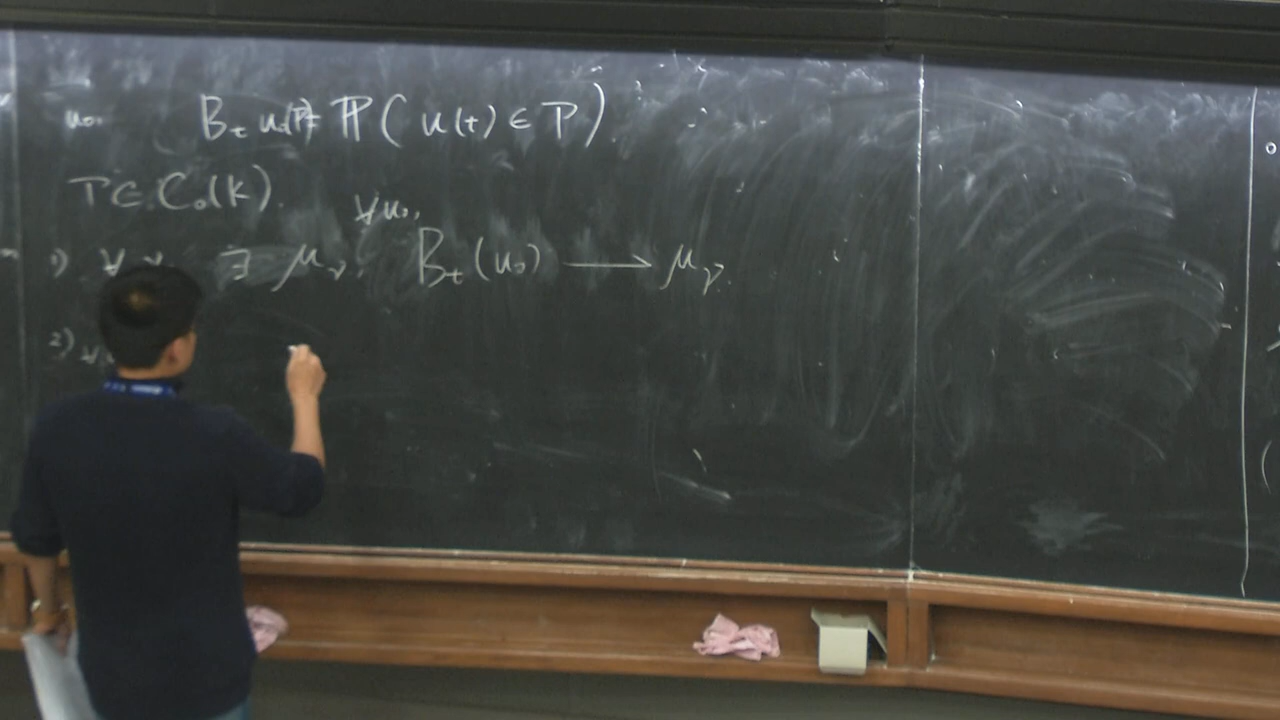 u₀. B_t u₀(Γ) = ℙ(u(t) ∈ Γ).
Γ ∈ C₀(K).
∀u₀,
1) ∀ ν, ∃ μ_ν. B_t(u₀) ⟶ μ_ν.
2) ∀